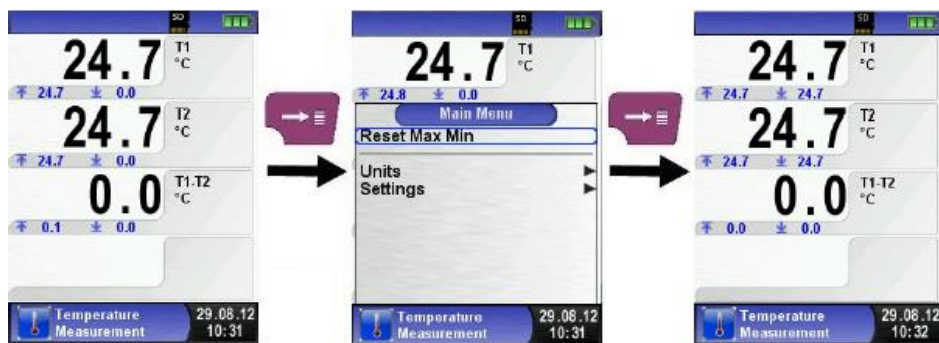 SD
24.7 T1 °C
24.7 0.0
24.7 T2 °C
24.7 0.0
0.0 T1-T2 °C
0.1 0.0
Temperature 29.08.12
Measurement 10:31
SD
24.7 T1 °C
24.8 0.0
Main Menu
Reset Max Min
Units
Settings
Temperature 29.08.12
Measurement 10:31
SD
24.7 T1 °C
24.7 24.7
24.7 T2 °C
24.7 24.7
0.0 T1-T2 °C
0.0 0.0
Temperature 29.08.12
Measurement 10:32